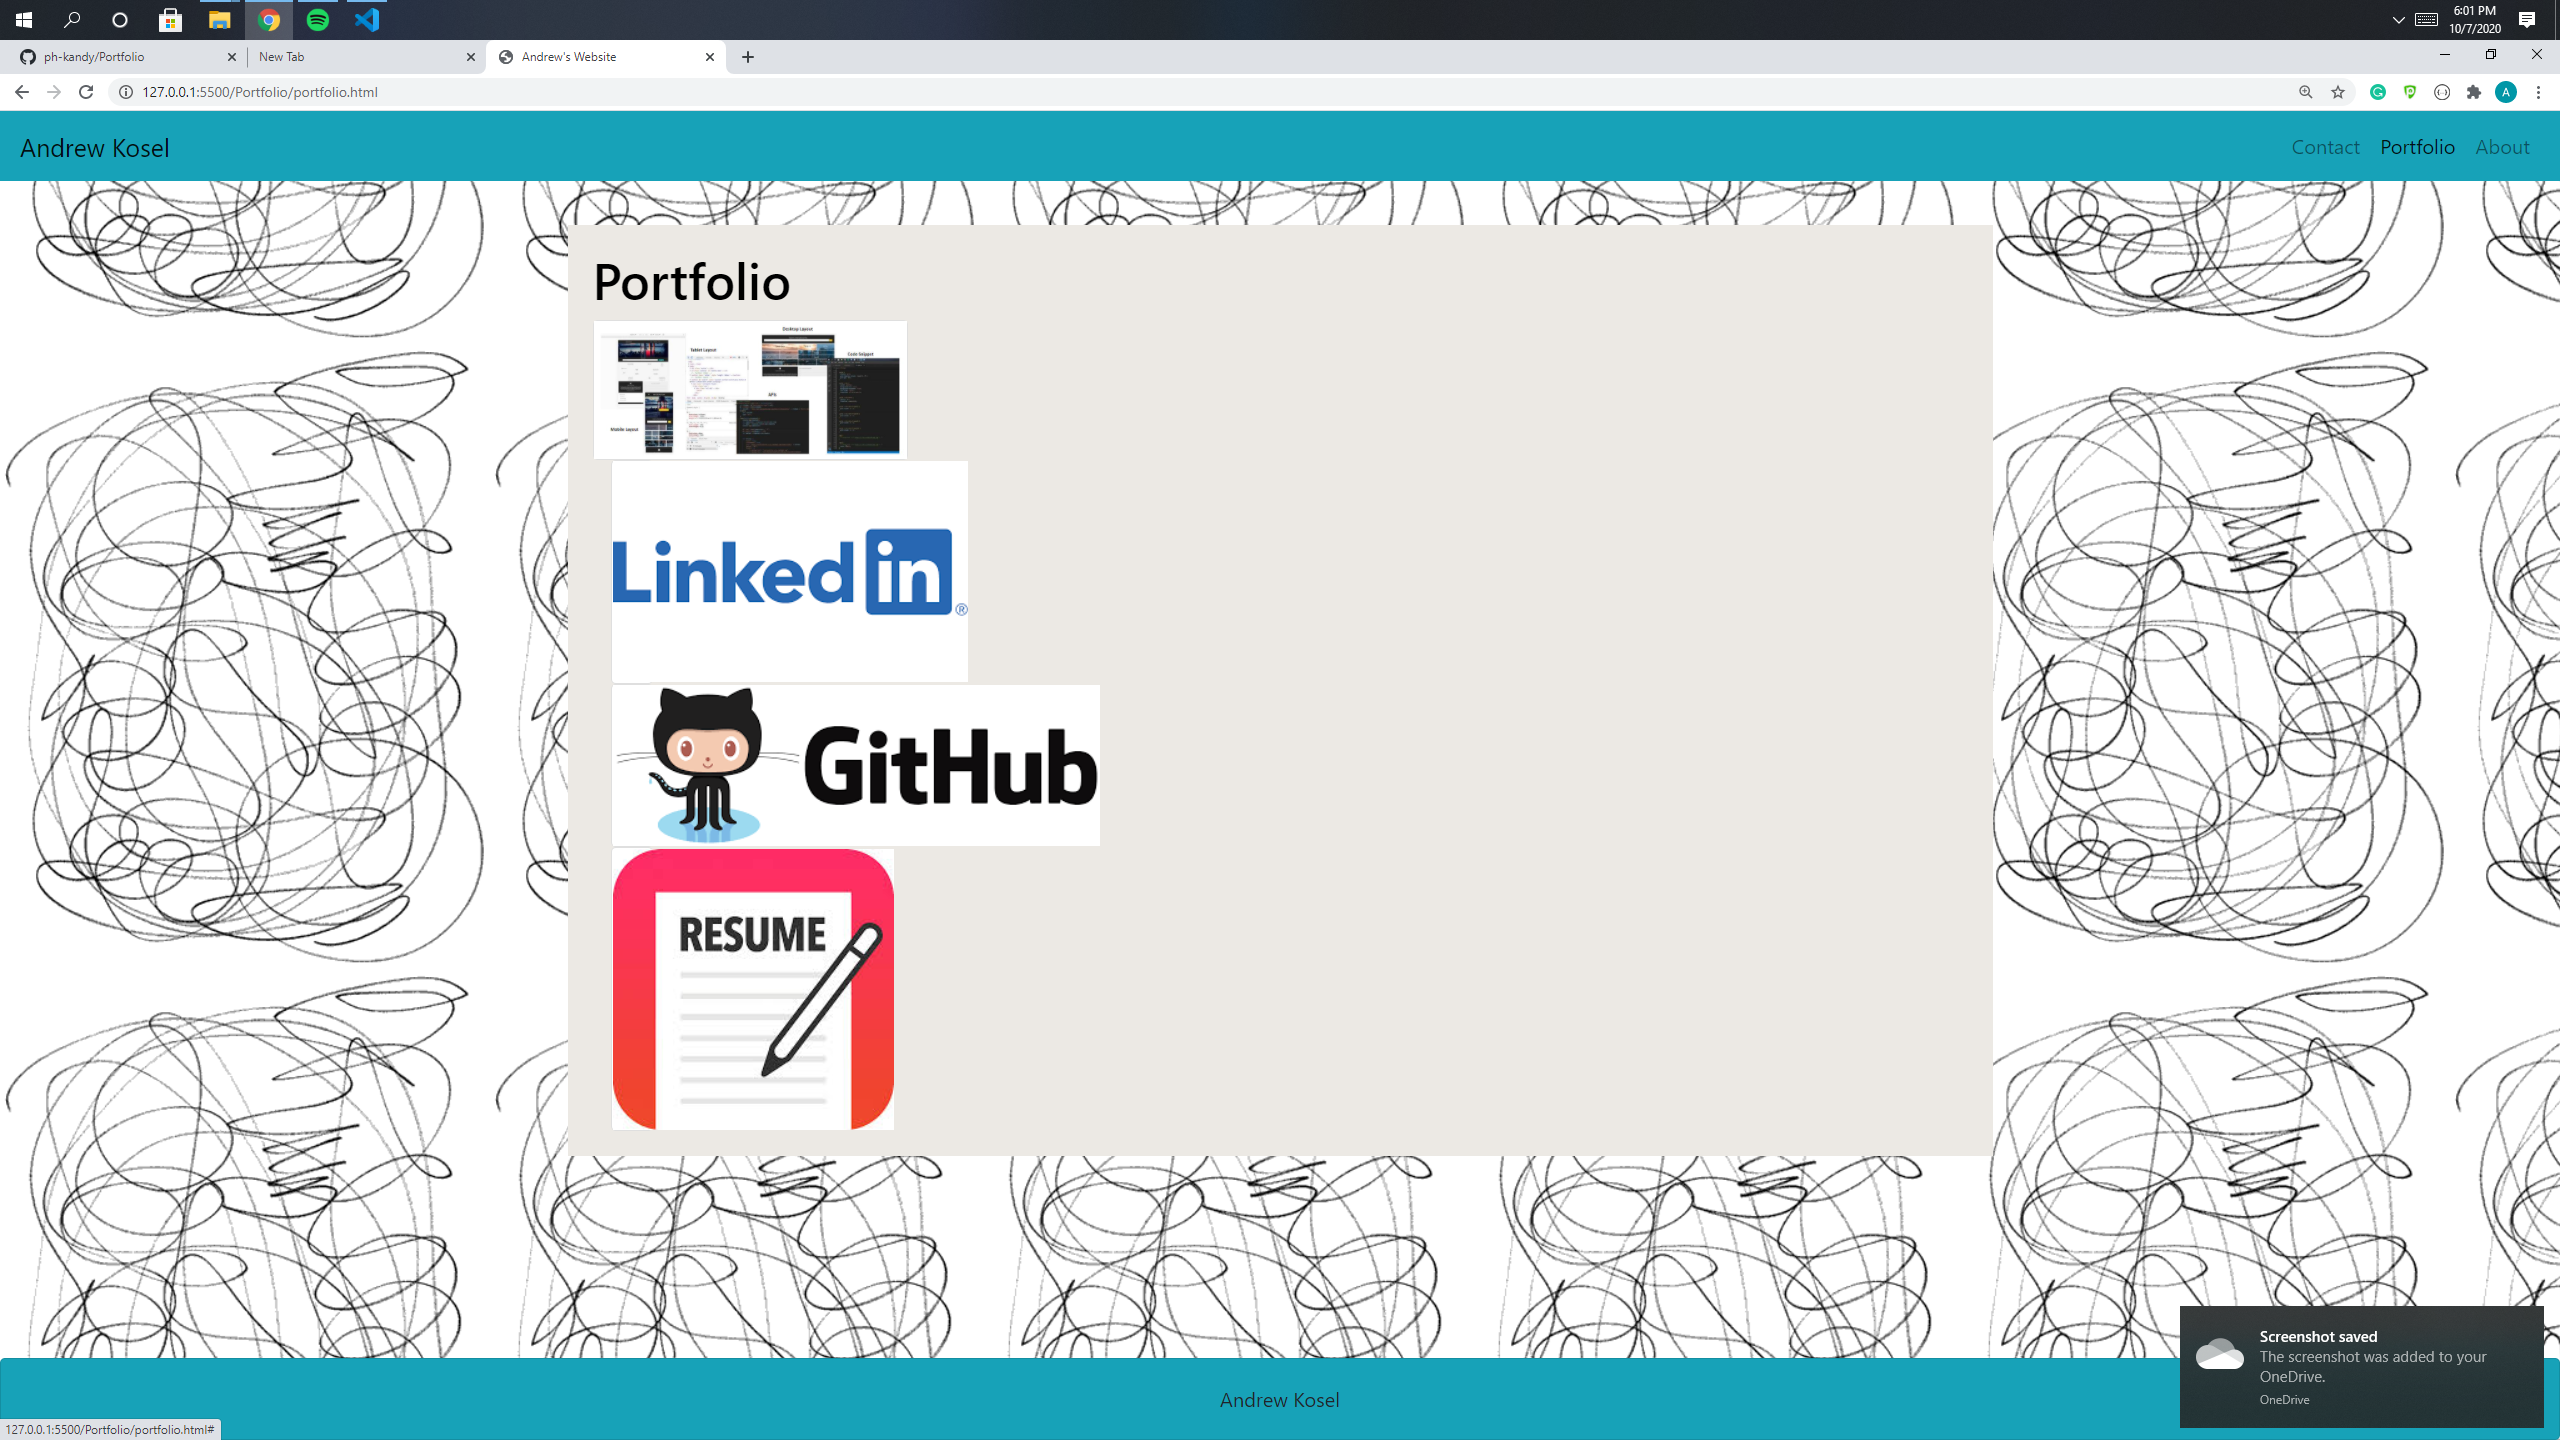 6:01 PM
10/7/2020
ph-kandy/Portfolio
New Tab
Andrew's Website
127.0.0.1:5500/Portfolio/portfolio.html
A
Andrew Kosel
Contact Portfolio About
Portfolio
Desktop Layout
Tablet Layout
Code Snippet
APK
Mobile Layout
Linked in ®
GitHub
RESUME
Screenshot saved
The screenshot was added to your
OneDrive.
OneDrive
Andrew Kosel
127.0.0.1:5500/Portfolio/portfolio.html#